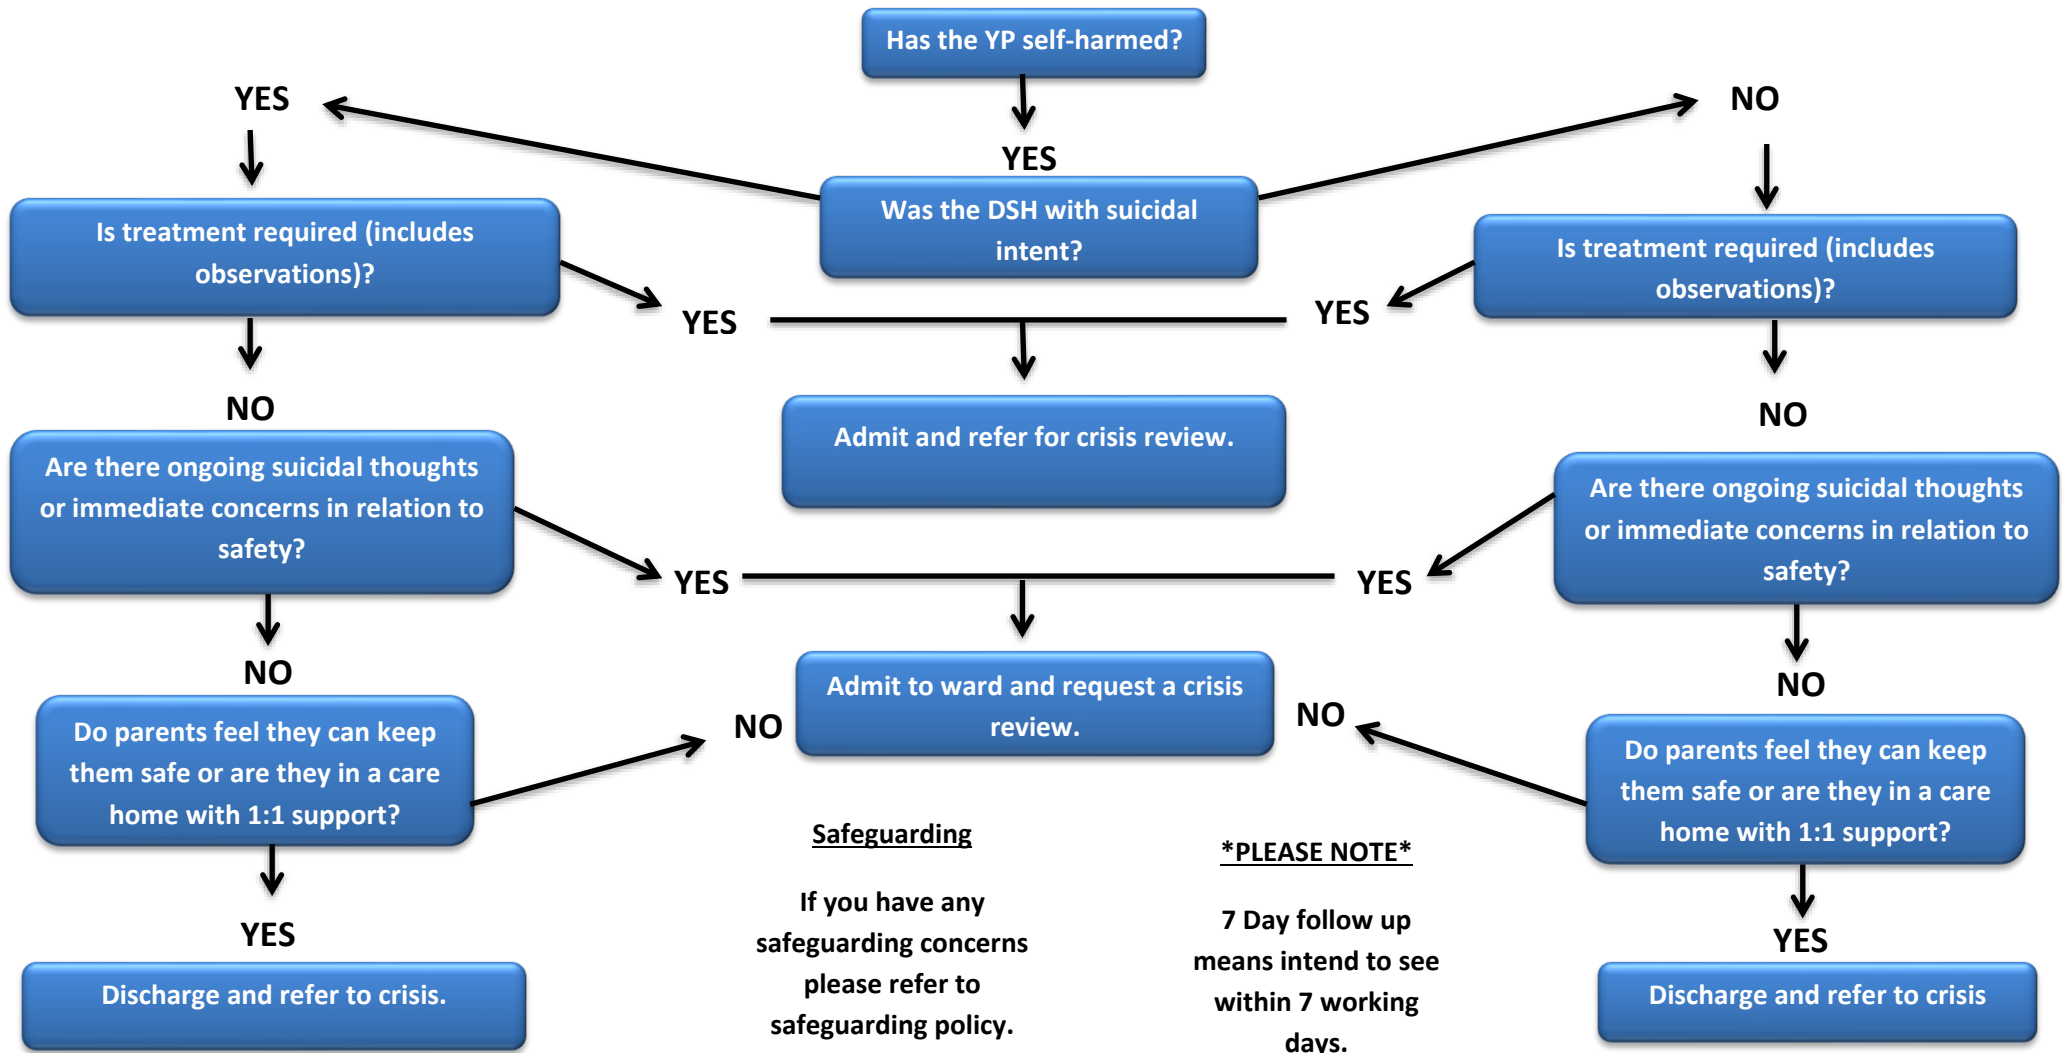 Has the YP self-harmed?
YES
NO
YES
Was the DSH with suicidal
intent?
Is treatment required (includes
observations)?
Is treatment required (includes
observations)?
YES
YES
NO
NO
Admit and refer for crisis review.
Are there ongoing suicidal thoughts
or immediate concerns in relation to
safety?
Are there ongoing suicidal thoughts
or immediate concerns in relation to
safety?
YES
YES
NO
NO
Admit to ward and request a crisis
review.
NO
NO
Do parents feel they can keep
them safe or are they in a care
home with 1:1 support?
Do parents feel they can keep
them safe or are they in a care
home with 1:1 support?
Safeguarding
If you have any
safeguarding concerns
please refer to
safeguarding policy.
*PLEASE NOTE*
7 Day follow up
means intend to see
within 7 working
days.
YES
YES
Discharge and refer to crisis.
Discharge and refer to crisis